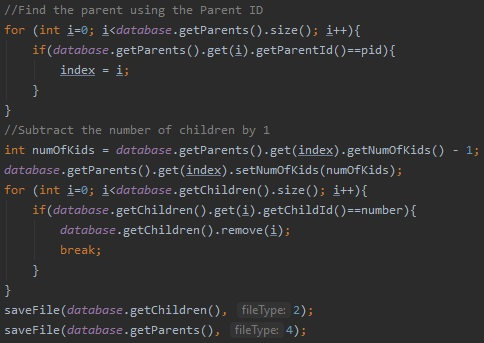 //Find the parent using the Parent ID
for (int i=0; i<database.getParents().size(); i++){
if(database.getParents().get(i).getParentId()==pid){
index = i;
}
}
//Subtract the number of children by 1
int numOfKids = database.getParents().get(index).getNumOfKids() - 1;
database.getParents().get(index).setNumOfKids(numOfKids);
for (int i=0; i<database.getChildren().size(); i++){
if(database.getChildren().get(i).getChildId()==number){
database.getChildren().remove(i);
break;
}
}
saveFile(database.getChildren(), fileType: 2);
saveFile(database.getParents(), fileType: 4);